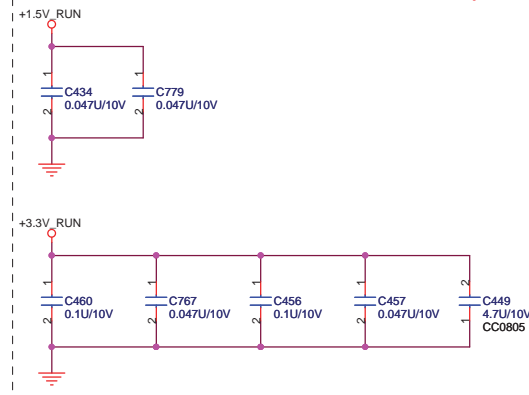 +1.5V_RUN
1 1
C434 C779
0.047U/10V 0.047U/10V
2 2
+3.3V_RUN
1 1 1 1 2
C460 C767 C456 C457 C449
0.1U/10V 0.047U/10V 0.1U/10V 0.047U/10V 4.7U/10V
2 2 2 2 1
CC0805